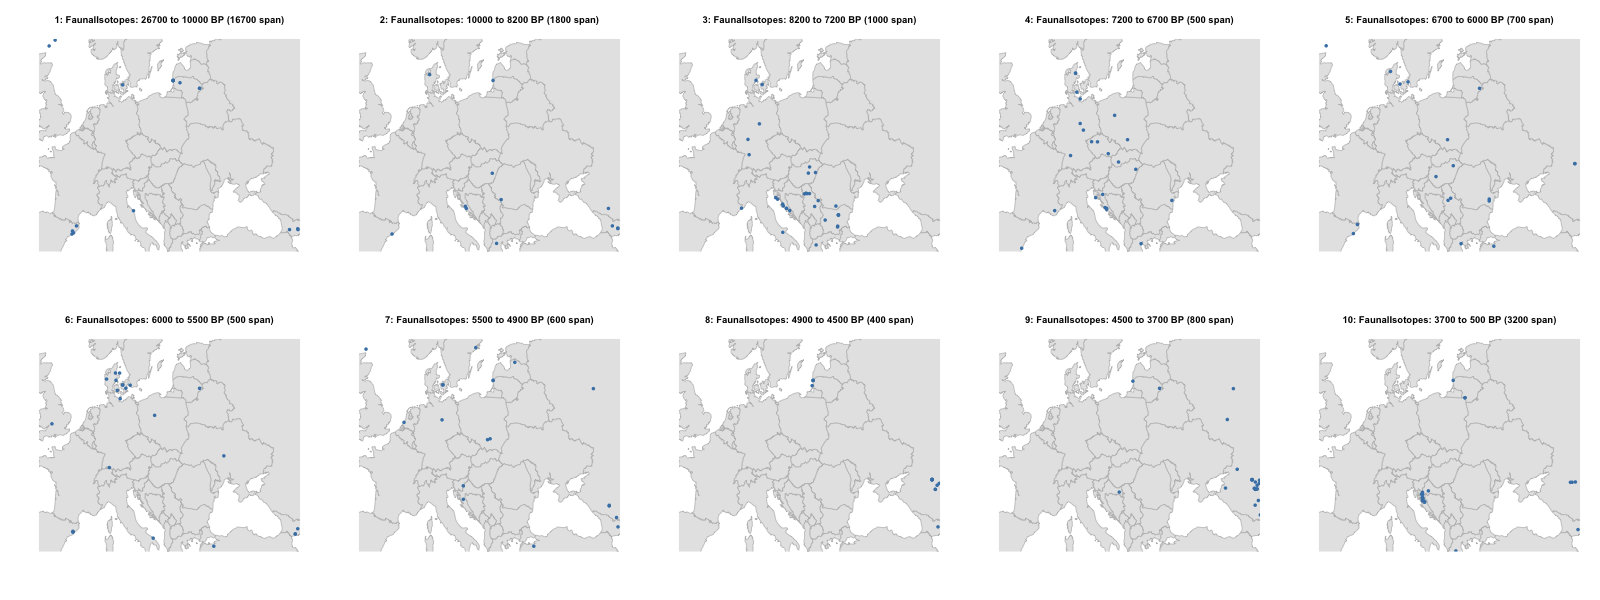 1: FaunalIsotopes: 26700 to 10000 BP (16700 span)
2: FaunalIsotopes: 10000 to 8200 BP (1800 span)
3: FaunalIsotopes: 8200 to 7200 BP (1000 span)
4: FaunalIsotopes: 7200 to 6700 BP (500 span)
5: FaunalIsotopes: 6700 to 6000 BP (700 span)
6: FaunalIsotopes: 6000 to 5500 BP (500 span)
7: FaunalIsotopes: 5500 to 4900 BP (600 span)
8: FaunalIsotopes: 4900 to 4500 BP (400 span)
9: FaunalIsotopes: 4500 to 3700 BP (800 span)
10: FaunalIsotopes: 3700 to 500 BP (3200 span)